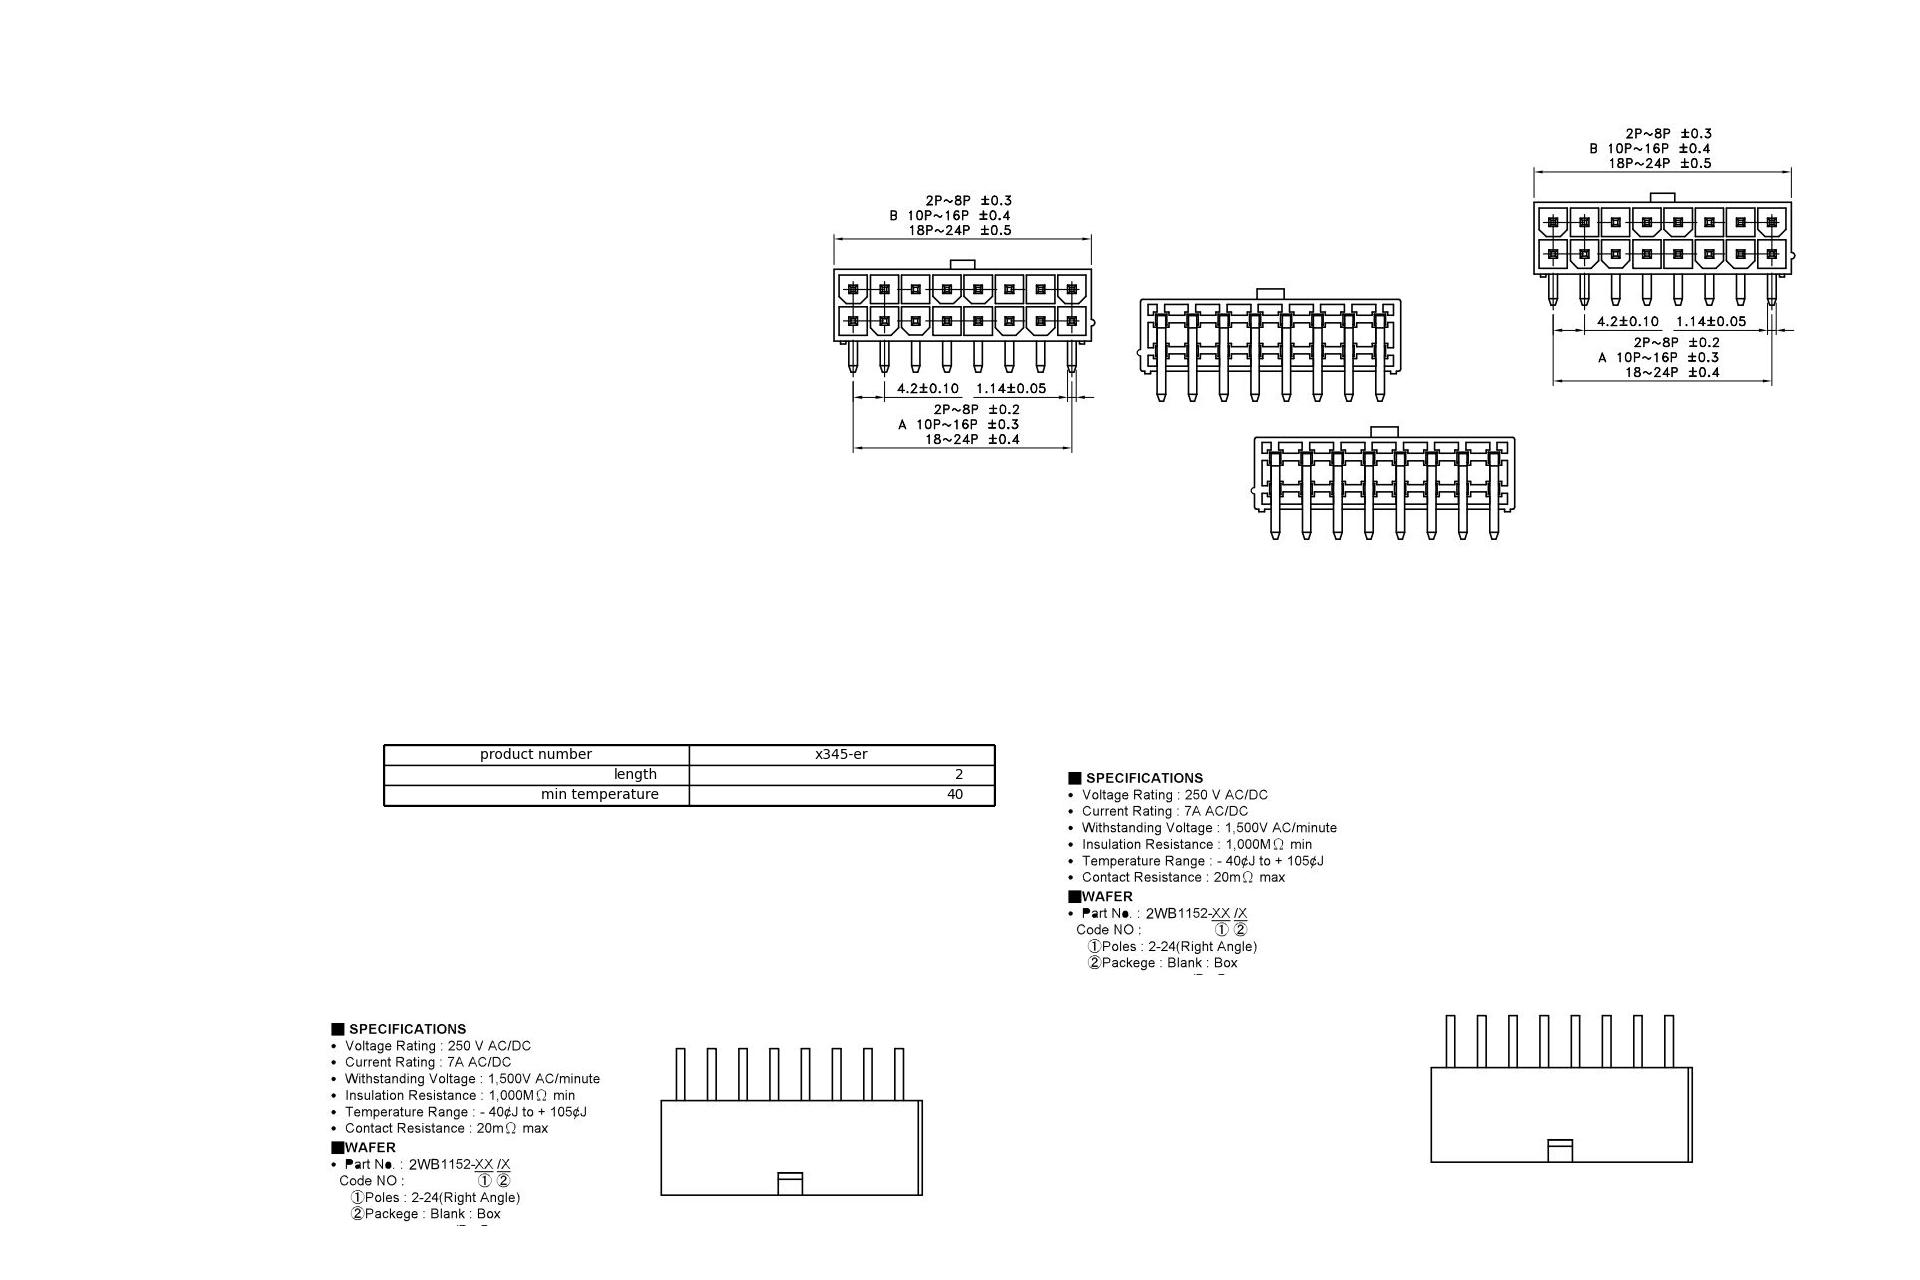 2P~8P ±0.3
B 10P~16P ±0.4
18P~24P ±0.5
4.2±0.10 1.14±0.05
2P~8P ±0.2
A 10P~16P ±0.3
18~24P ±0.4
2P~8P ±0.3
B 10P~16P ±0.4
18P~24P ±0.5
4.2±0.10 1.14±0.05
2P~8P ±0.2
A 10P~16P ±0.3
18~24P ±0.4
product number x345-er
length 2
min temperature 40
■ SPECIFICATIONS
• Voltage Rating : 250 V AC/DC
• Current Rating : 7A AC/DC
• Withstanding Voltage : 1,500V AC/minute
• Insulation Resistance : 1,000MΩ min
• Temperature Range : - 40¢J to + 105¢J
• Contact Resistance : 20mΩ max
■WAFER
• Part No. : 2WB1152-XX /X
Code NO : ① ②
①Poles : 2-24(Right Angle)
②Packege : Blank : Box
■ SPECIFICATIONS
• Voltage Rating : 250 V AC/DC
• Current Rating : 7A AC/DC
• Withstanding Voltage : 1,500V AC/minute
• Insulation Resistance : 1,000MΩ min
• Temperature Range : - 40¢J to + 105¢J
• Contact Resistance : 20mΩ max
■WAFER
• Part No. : 2WB1152-XX /X
Code NO : ① ②
①Poles : 2-24(Right Angle)
②Packege : Blank : Box